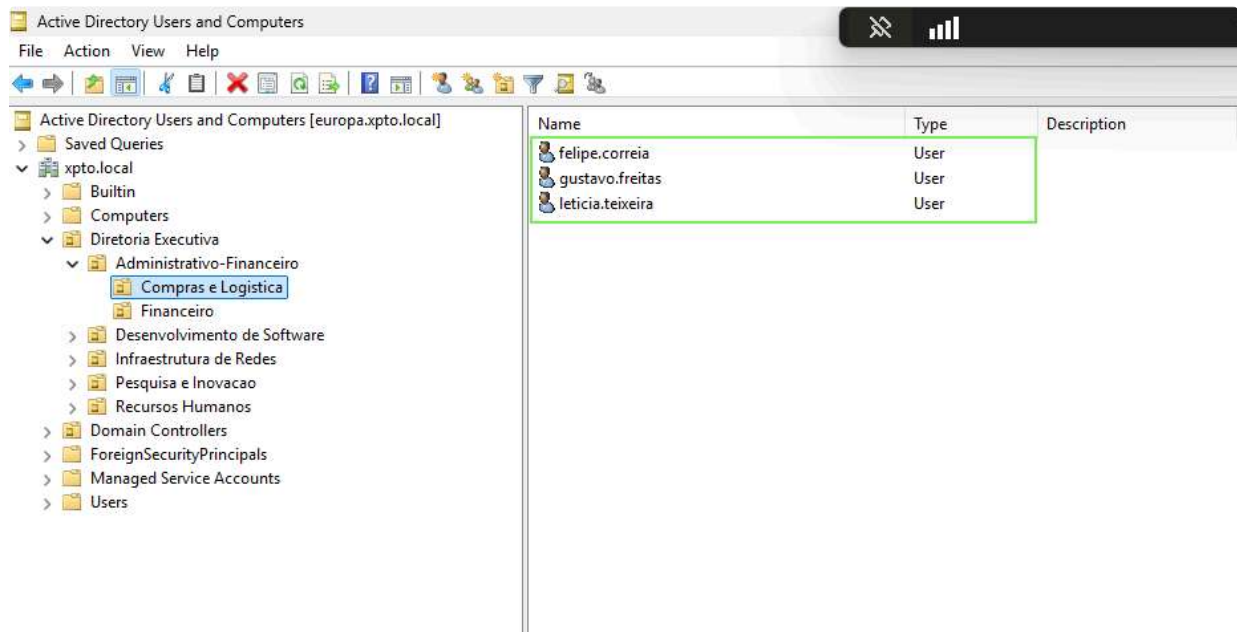 Active Directory Users and Computers
File Action View Help
Active Directory Users and Computers [europa.xpto.local]
Saved Queries
xpto.local
Builtin
Computers
Diretoria Executiva
Administrativo-Financeiro
Compras e Logistica
Financeiro
Desenvolvimento de Software
Infraestrutura de Redes
Pesquisa e Inovacao
Recursos Humanos
Domain Controllers
ForeignSecurityPrincipals
Managed Service Accounts
Users
Name Type Description
felipe.correia User
gustavo.freitas User
leticia.teixeira User